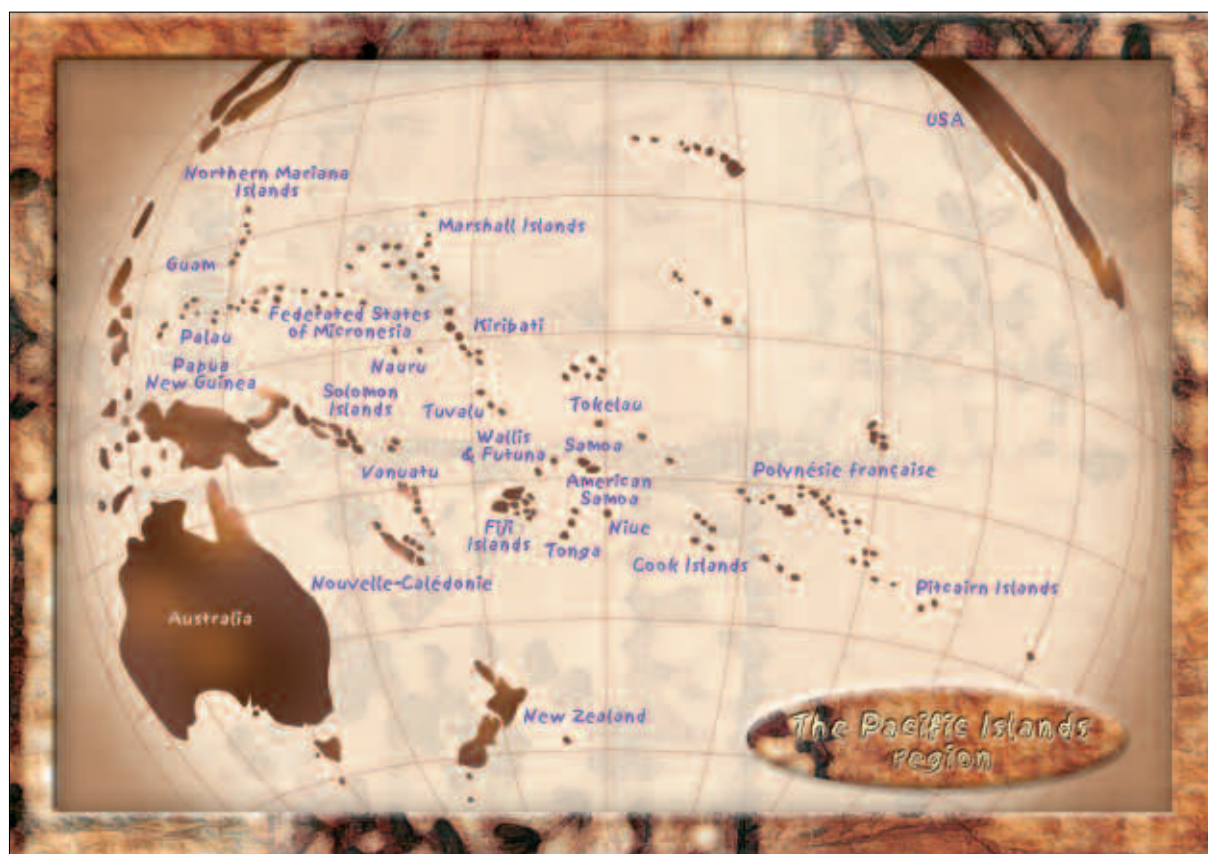 USA
Northern Mariana
Islands
Marshall Islands
Guam
Federated States
of Micronesia
Kiribati
Palau
Nauru
Papua
New Guinea
Solomon
Islands
Tuvalu
Tokelau
Wallis
& Futuna
Samoa
Vanuatu
Polynésie française
American
Samoa
Fiji
Islands
Niue
Tonga
Cook Islands
Nouvelle-Calédonie
Pitcairn Islands
Australia
New Zealand
The Pacific Islands
region